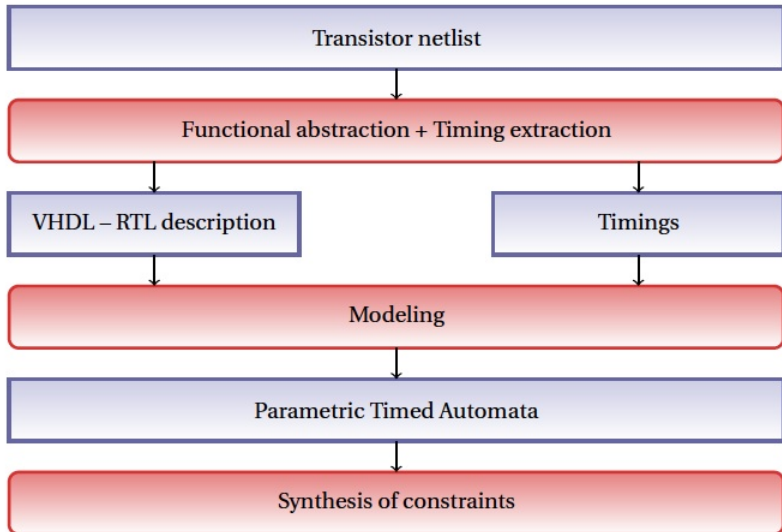 Transistor netlist
Functional abstraction + Timing extraction
VHDL – RTL description
Timings
Modeling
Parametric Timed Automata
Synthesis of constraints